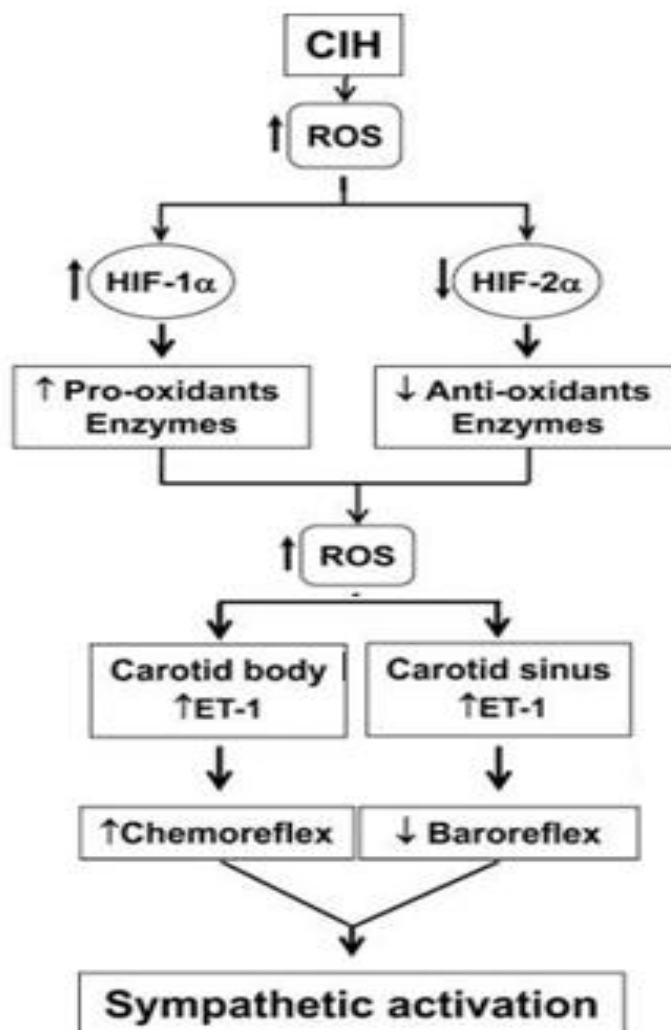 CIH
↑ ROS
↑ HIF-1α
↓ HIF-2α
↑ Pro-oxidants
Enzymes
↓ Anti-oxidants
Enzymes
↑ ROS
Carotid body
↑ET-1
Carotid sinus
↑ET-1
↑Chemoreflex
↓ Baroreflex
Sympathetic activation